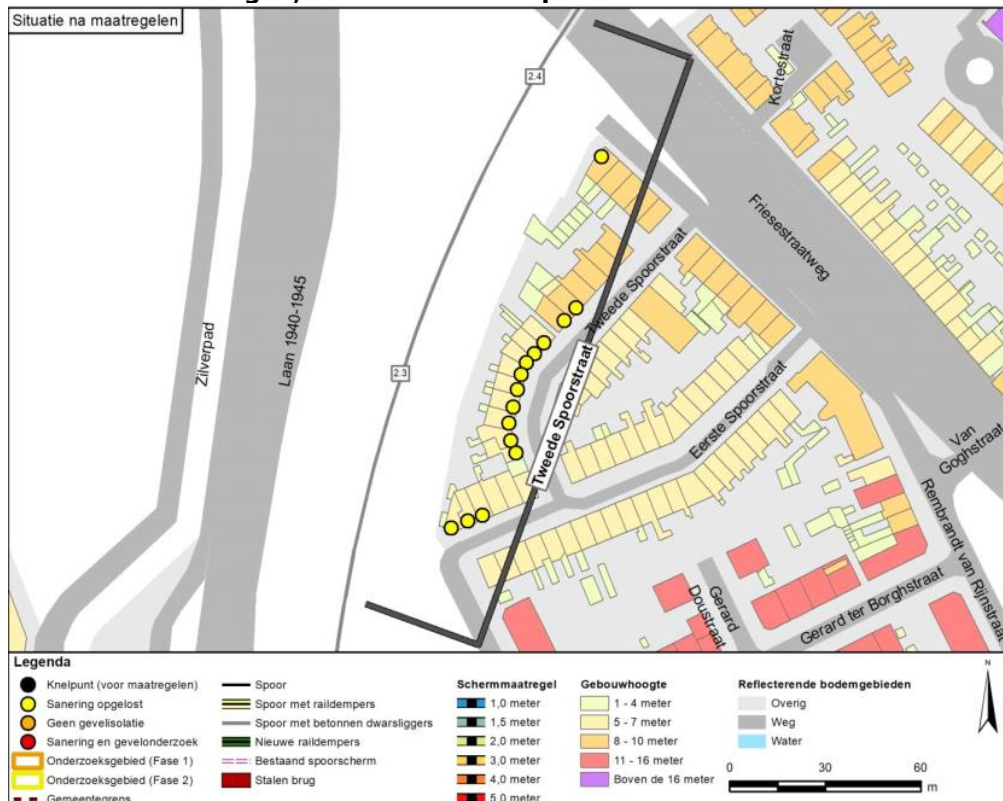 Situatie na maatregelen
2.4
Kortestraat
Friesestraatweg
Zilverpad
Laan 1940-1945
2.3
Tweede Spoorstraat
Tweede Spoorstraat
Eerste Spoorstraat
Van
Goghstraat
Rembrandt van Rijnstraat
Gerard
Doustraat
Gerard ter Borghstraat
Legenda
Knelpunt (voor maatregelen)
Sanering opgelost
Geen gevelisolatie
Sanering en gevelonderzoek
Onderzoeksgebied (Fase 1)
Onderzoeksgebied (Fase 2)
Gemeentegrens
Spoor
Spoor met raildempers
Spoor met betonnen dwarsliggers
Nieuwe raildempers
Bestaand spoorscherm
Stalen brug
Schermmaatregel
1,0 meter
1,5 meter
2,0 meter
3,0 meter
4,0 meter
5,0 meter
Gebouwhoogte
1 - 4 meter
5 - 7 meter
8 - 10 meter
11 - 16 meter
Boven de 16 meter
Reflecterende bodemgebieden
Overig
Weg
Water
N
0 30 60
m